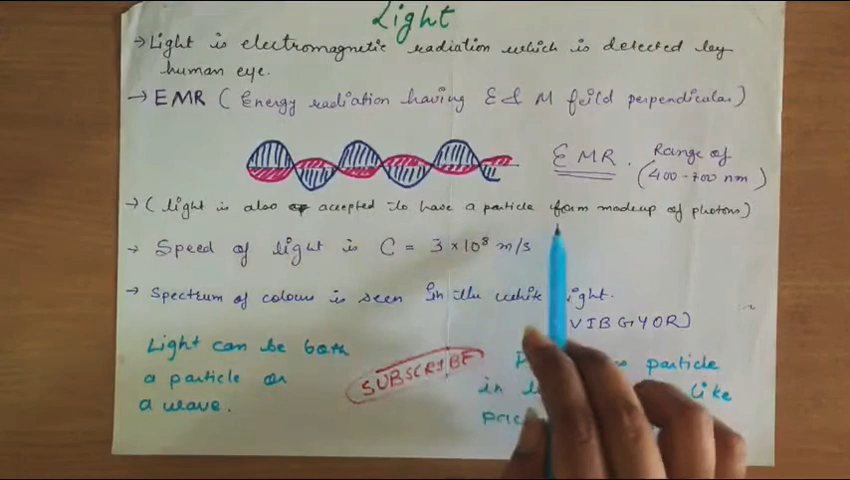 Light
→ Light is electromagnetic radiation which is detected by
human eye.
→ EMR ( Energy radiation having E & M feild perpendicular)
EMR . Range of
(400-700 nm)
→ ( light is also accepted to have a particle form madeup of photons)
→ Speed of light is C = 3 × 10⁸ m/s
→ Spectrum of colours is seen in the white light.
VIBGYOR]
Light can be both
a particle or
a wave.
SUBSCRIBE
particle
in
like